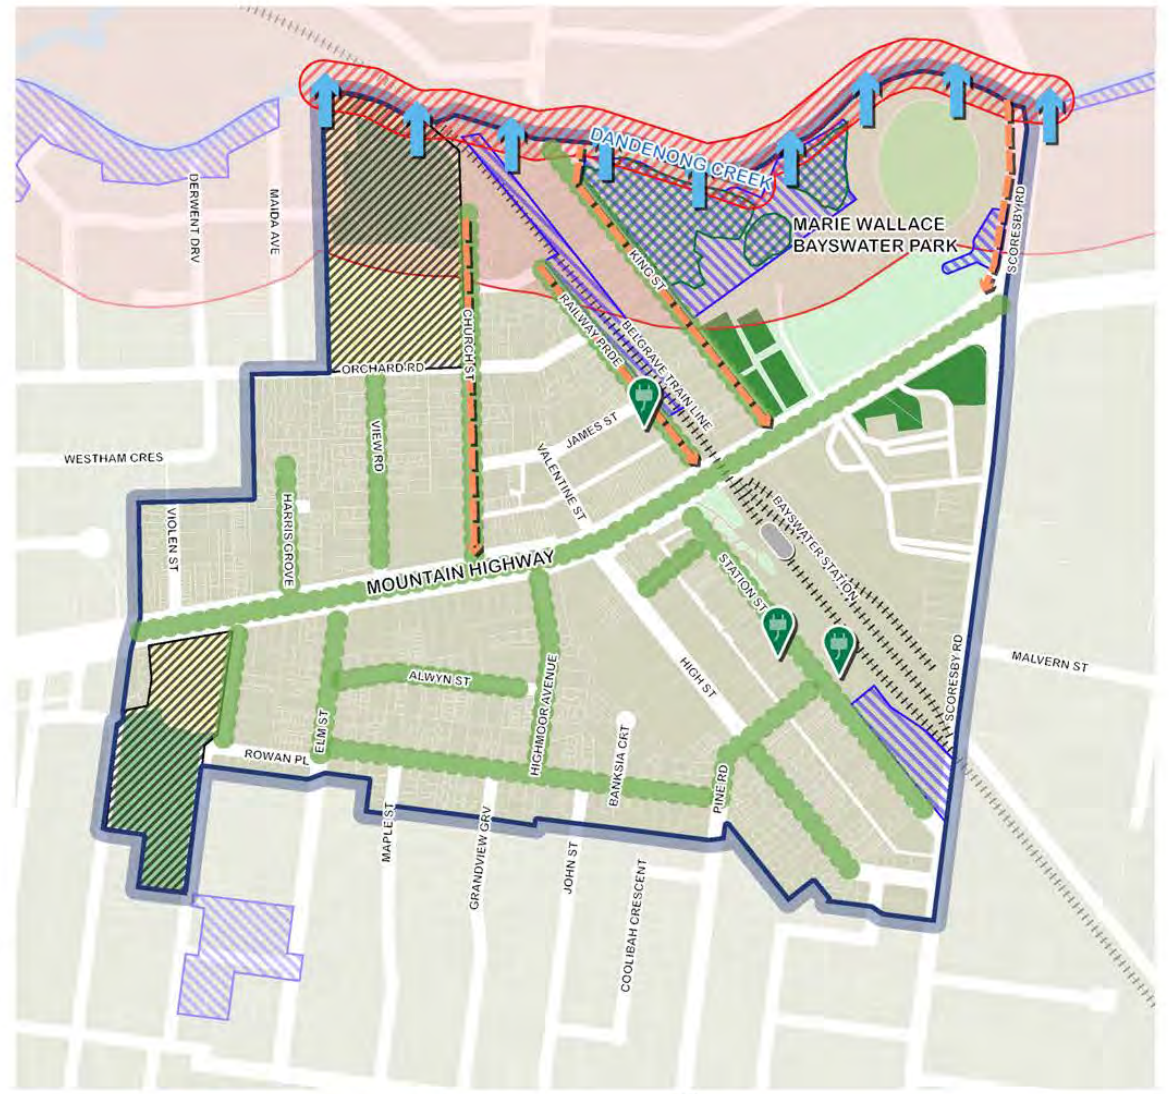 DANDENONG CREEK
DERWENT DRV
MAIDA AVE
MARIE WALLACE
BAYSWATER PARK
SCORESBY RD
KING ST
RAILWAY PRDE
BELGRAVE TRAIN LINE
CHURCH ST
ORCHARD RD
VIEW RD
JAMES ST
VALENTINE ST
WESTHAM CRES
VIOLEN ST
HARRIS GROVE
MOUNTAIN HIGHWAY
BAYSWATER STATION
STATION ST
HIGH ST
SCORESBY RD
MALVERN ST
ALWYN ST
HIGHMOOR AVENUE
ELM ST
ROWAN PL
BANKSIA CRT
PINE RD
MAPLE ST
GRANDVIEW GRV
JOHN ST
COOLIBAH CRESCENT